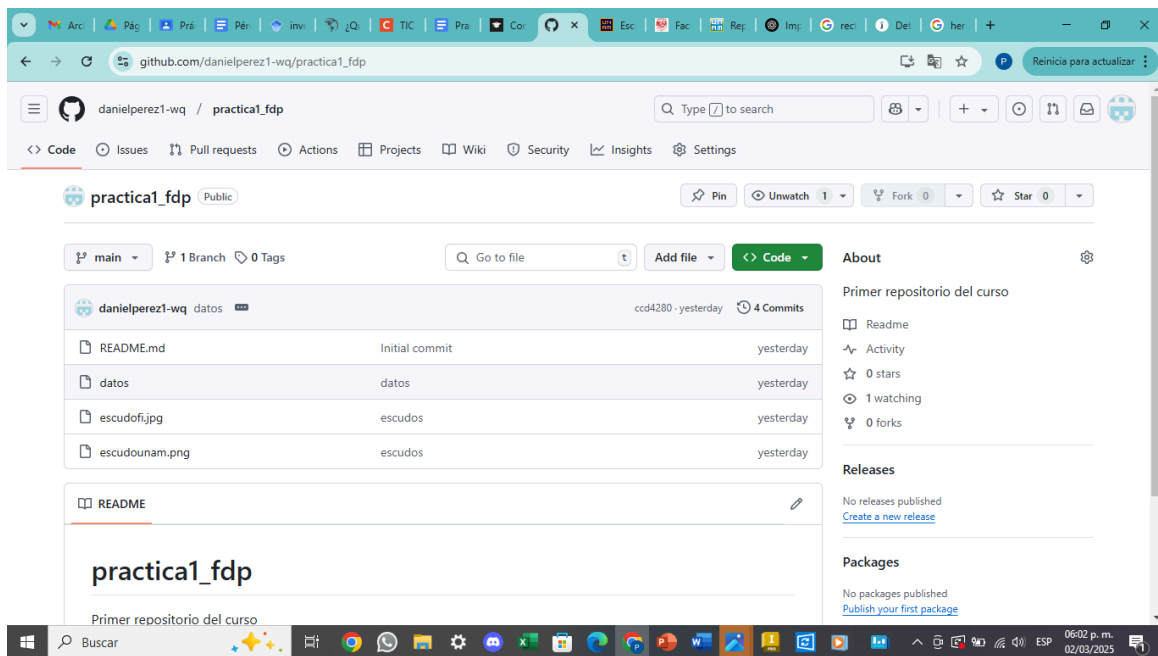 Arcl Pág Prá Pér inve ¿Qu TIC Pra Cor Esc Fac Rep Imp reci Det her
github.com/danielperez1-wq/practica1_fdp P Reinicia para actualizar
danielperez1-wq / practica1_fdp Type / to search
Code Issues Pull requests Actions Projects Wiki Security Insights Settings
practica1_fdp Public Pin Unwatch 1 Fork 0 Star 0
main 1 Branch 0 Tags Go to file t Add file Code About
Primer repositorio del curso
danielperez1-wq datos ccd4280 · yesterday 4 Commits
Readme
README.md Initial commit yesterday
Activity
datos datos yesterday
0 stars
1 watching
escudofi.jpg escudos yesterday
0 forks
escudounam.png escudos yesterday
Releases
README
No releases published
Create a new release
practica1_fdp
Packages
No packages published
Publish your first package
Primer repositorio del curso
Buscar ESP 06:02 p. m.
02/03/2025